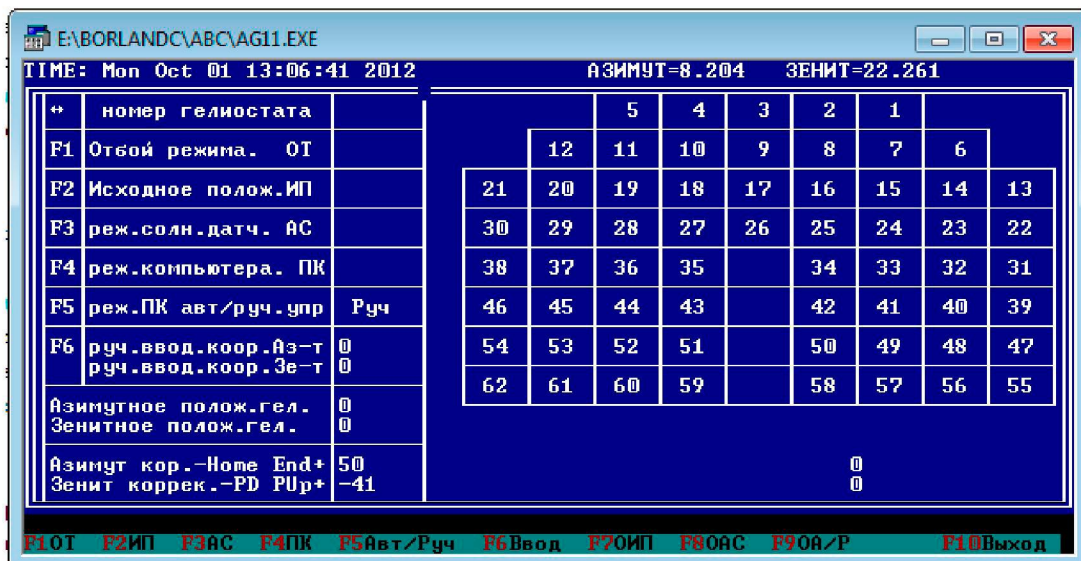 E:\BORLANDC\ABC\AG11.EXE
TIME: Mon Oct 01 13:06:41 2012 АЗИМУТ=8.204 ЗЕНИТ=22.261
↔ номер гелиостата
F1 Отбой режима. ОТ
F2 Исходное полож.ИП
F3 реж.солн.датч. АС
F4 реж.компьютера. ПК
F5 реж.ПК авт/руч.упр Руч
F6 руч.ввод.коор.Аз-т 0
руч.ввод.коор.Зе-т 0
Азимутное полож.гел. 0
Зенитное полож.гел. 0
Азимут кор.-Home End+ 50
Зенит коррек.-PD PUp+ -41
5 4 3 2 1
12 11 10 9 8 7 6
21 20 19 18 17 16 15 14 13
30 29 28 27 26 25 24 23 22
38 37 36 35 34 33 32 31
46 45 44 43 42 41 40 39
54 53 52 51 50 49 48 47
62 61 60 59 58 57 56 55
0
0
F1ОТ F2ИП F3АС F4ПК F5Авт/Руч F6Ввод F7ОИП F8ОАС F9ОА/Р F10Выход